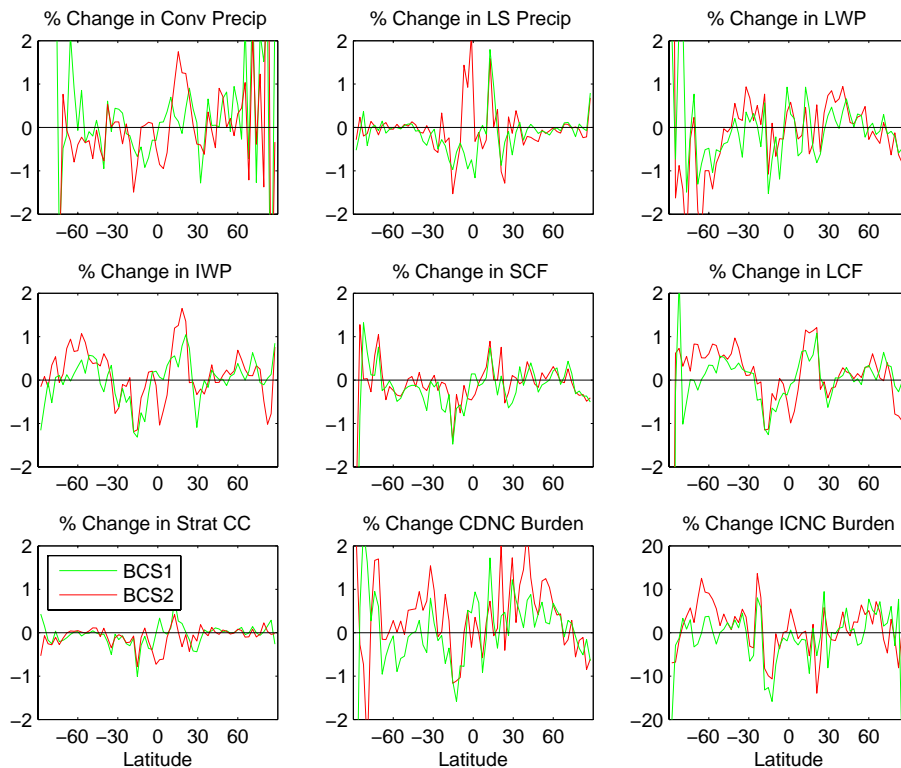 % Change in Conv Precip
% Change in LS Precip
% Change in LWP
2
1
0
−1
−2
−60 −30 0 30 60
2
1
0
−1
−2
−60 −30 0 30 60
2
1
0
−1
−2
−60 −30 0 30 60
% Change in IWP
% Change in SCF
% Change in LCF
2
1
0
−1
−2
−60 −30 0 30 60
2
1
0
−1
−2
−60 −30 0 30 60
2
1
0
−1
−2
−60 −30 0 30 60
% Change in Strat CC
% Change CDNC Burden
% Change ICNC Burden
2
1
0
−1
−2
BCS1
BCS2
−60 −30 0 30 60
Latitude
2
1
0
−1
−2
−60 −30 0 30 60
Latitude
20
10
0
−10
−20
−60 −30 0 30 60
Latitude